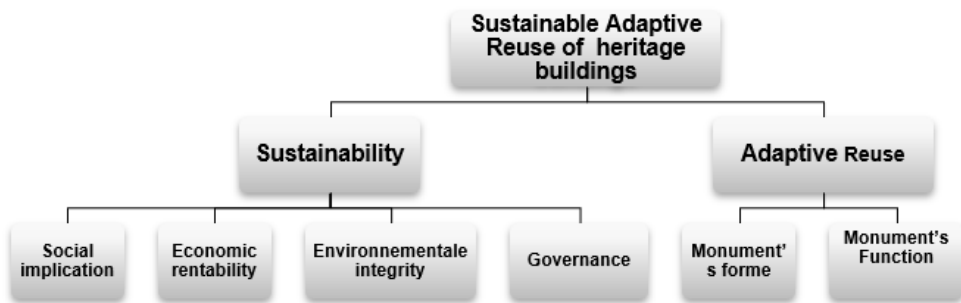 Sustainable Adaptive
Reuse of heritage
buildings
Sustainability
Adaptive Reuse
Social
implication
Economic
rentability
Environnementale
integrity
Governance
Monument'
s forme
Monument's
Function